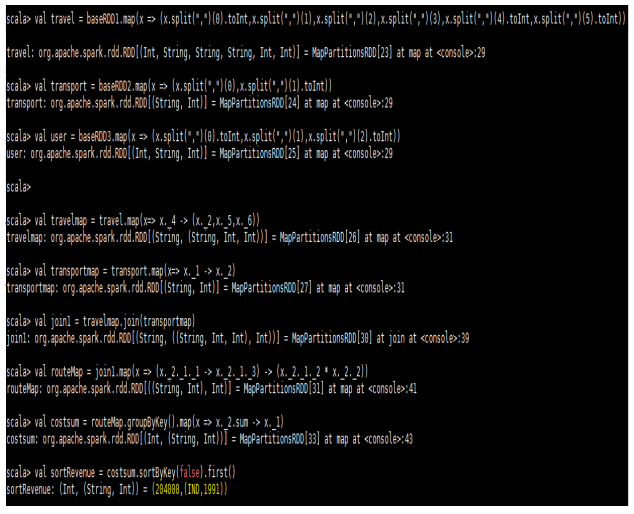 scala> val travel = baseRDD1.map(x => (x.split(",")(0).toInt,x.split(",")(1),x.split(",")(2),x.split(",")(3),x.split(",")(4).toInt,x.split(",")(5).toInt))
travel: org.apache.spark.rdd.RDD[(Int, String, String, String, Int, Int)] = MapPartitionsRDD[23] at map at <console>:29
scala> val transport = baseRDD2.map(x => (x.split(",")(0),x.split(",")(1).toInt))
transport: org.apache.spark.rdd.RDD[(String, Int)] = MapPartitionsRDD[24] at map at <console>:29
scala> val user = baseRDD3.map(x => (x.split(",")(0).toInt,x.split(",")(1),x.split(",")(2).toInt))
user: org.apache.spark.rdd.RDD[(Int, String, Int)] = MapPartitionsRDD[25] at map at <console>:29
scala>
scala> val travelmap = travel.map(x=> x._4 -> (x._2,x._5,x._6))
travelmap: org.apache.spark.rdd.RDD[(String, (String, Int, Int))] = MapPartitionsRDD[26] at map at <console>:31
scala> val transportmap = transport.map(x=> x._1 -> x._2)
transportmap: org.apache.spark.rdd.RDD[(String, Int)] = MapPartitionsRDD[27] at map at <console>:31
scala> val join1 = travelmap.join(transportmap)
join1: org.apache.spark.rdd.RDD[(String, ((String, Int, Int), Int))] = MapPartitionsRDD[30] at join at <console>:39
scala> val routeMap = join1.map(x => (x._2._1._1 -> x._2._1._3) -> (x._2._1._2 * x._2._2))
routeMap: org.apache.spark.rdd.RDD[((String, Int), Int)] = MapPartitionsRDD[31] at map at <console>:41
scala> val costsum = routeMap.groupByKey().map(x => x._2.sum -> x._1)
costsum: org.apache.spark.rdd.RDD[(Int, (String, Int))] = MapPartitionsRDD[33] at map at <console>:43
scala> val sortRevenue = costsum.sortByKey(false).first()
sortRevenue: (Int, (String, Int)) = (204000,(IND,1991))